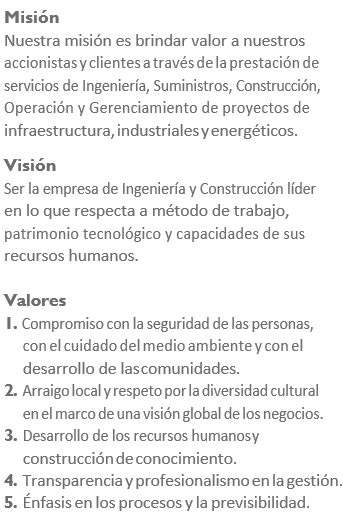 Misión
Nuestra misión es brindar valor a nuestros
accionistas y clientes a través de la prestación de
servicios de Ingeniería, Suministros, Construcción,
Operación y Gerenciamiento de proyectos de
infraestructura, industriales y energéticos.
Visión
Ser la empresa de Ingeniería y Construcción líder
en lo que respecta a método de trabajo,
patrimonio tecnológico y capacidades de sus
recursos humanos.
Valores
1. Compromiso con la seguridad de las personas,
con el cuidado del medio ambiente y con el
desarrollo de las comunidades.
2. Arraigo local y respeto por la diversidad cultural
en el marco de una visión global de los negocios.
3. Desarrollo de los recursos humanos y
construcción de conocimiento.
4. Transparencia y profesionalismo en la gestión.
5. Énfasis en los procesos y la previsibilidad.